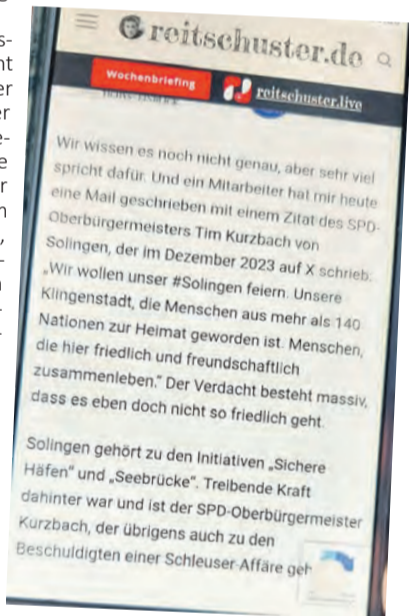 s-
nt
er
er
e-
e
r
n
,
-
n
-
-
reitschuster.de
Wochenbriefing
reitschuster.live
Wir wissen es noch nicht genau, aber sehr viel
spricht dafür. Und ein Mitarbeiter hat mir heute
eine Mail geschrieben mit einem Zitat des SPD-
Oberbürgermeisters Tim Kurzbach von
Solingen, der im Dezember 2023 auf X schrieb:
„Wir wollen unser #Solingen feiern. Unsere
Klingenstadt, die Menschen aus mehr als 140
Nationen zur Heimat geworden ist. Menschen,
die hier friedlich und freundschaftlich
zusammenleben.“ Der Verdacht besteht massiv,
dass es eben doch nicht so friedlich geht.
Solingen gehört zu den Initiativen „Sichere
Häfen“ und „Seebrücke“. Treibende Kraft
dahinter war und ist der SPD-Oberbürgermeister
Kurzbach, der übrigens auch zu den
Beschuldigten einer Schleuser-Affäre geh